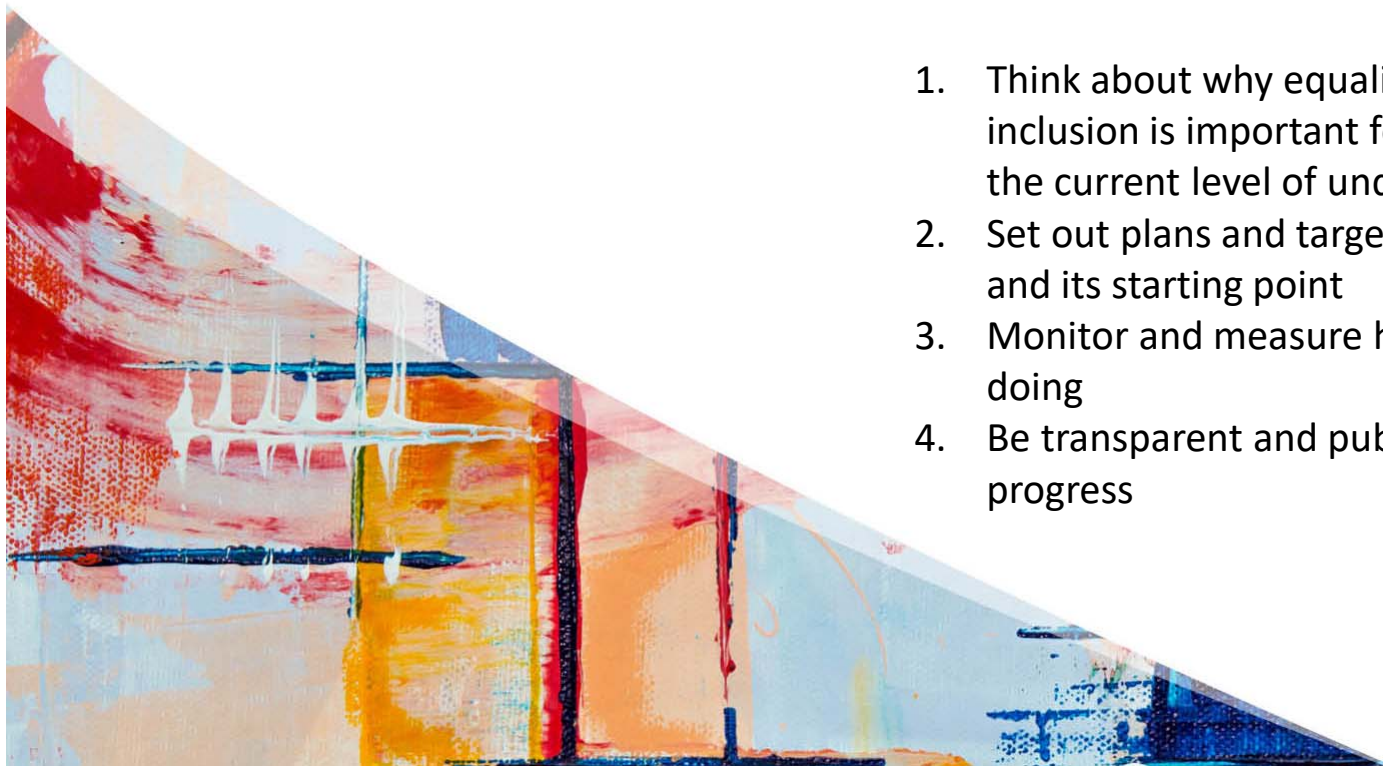 1. Think about why equali
inclusion is important f
the current level of und
2. Set out plans and targe
and its starting point
3. Monitor and measure h
doing
4. Be transparent and pub
progress